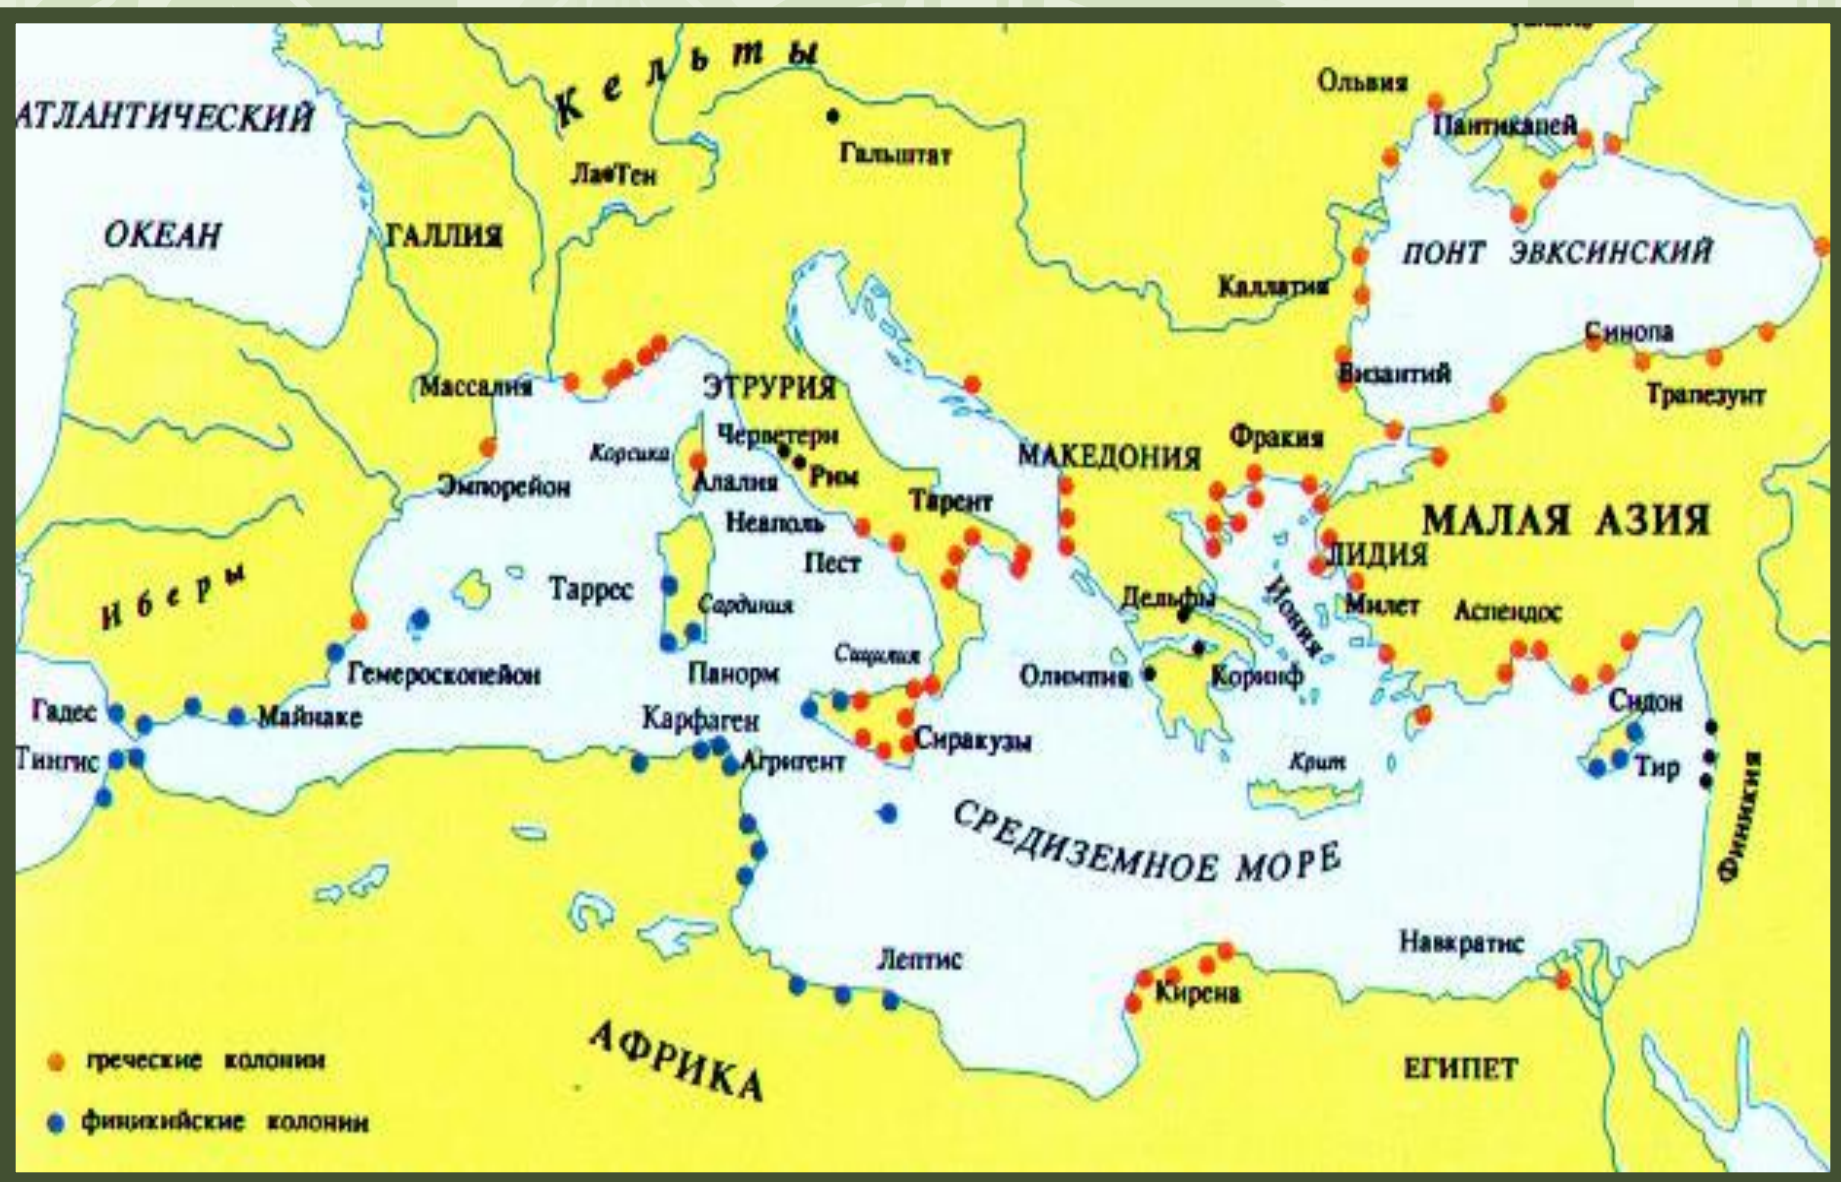 Кельты
Ольвия
АТЛАНТИЧЕСКИЙ
Пантикапей
Гальштат
Ла Тен
ОКЕАН
ГАЛЛИЯ
ПОНТ ЭВКСИНСКИЙ
Каллатия
Синопа
Массалия
ЭТРУРИЯ
Византий
Трапезунт
Червет​ери
Корсика
МАКЕДОНИЯ
Фракия
Эмпорейон
Алалия
Рим
Тарент
Неаполь
МАЛАЯ АЗИЯ
Пест
ЛИДИЯ
Иберы
Таррес
Сардиния
Дельфы
Иония
Милет
Аспендос
Сицилия
Гемероскопейон
Панорм
Олимпия
Коринф
Гадес
Майнаке
Карфаген
Сиракузы
Сидон
Тингис
Агригент
Крит
Тир
СРЕДИЗЕМНОЕ МОРЕ
Финикия
Лептис
Навкратис
Кирена
АФРИКА
ЕГИПЕТ
греческие колонии
финикийские колонии